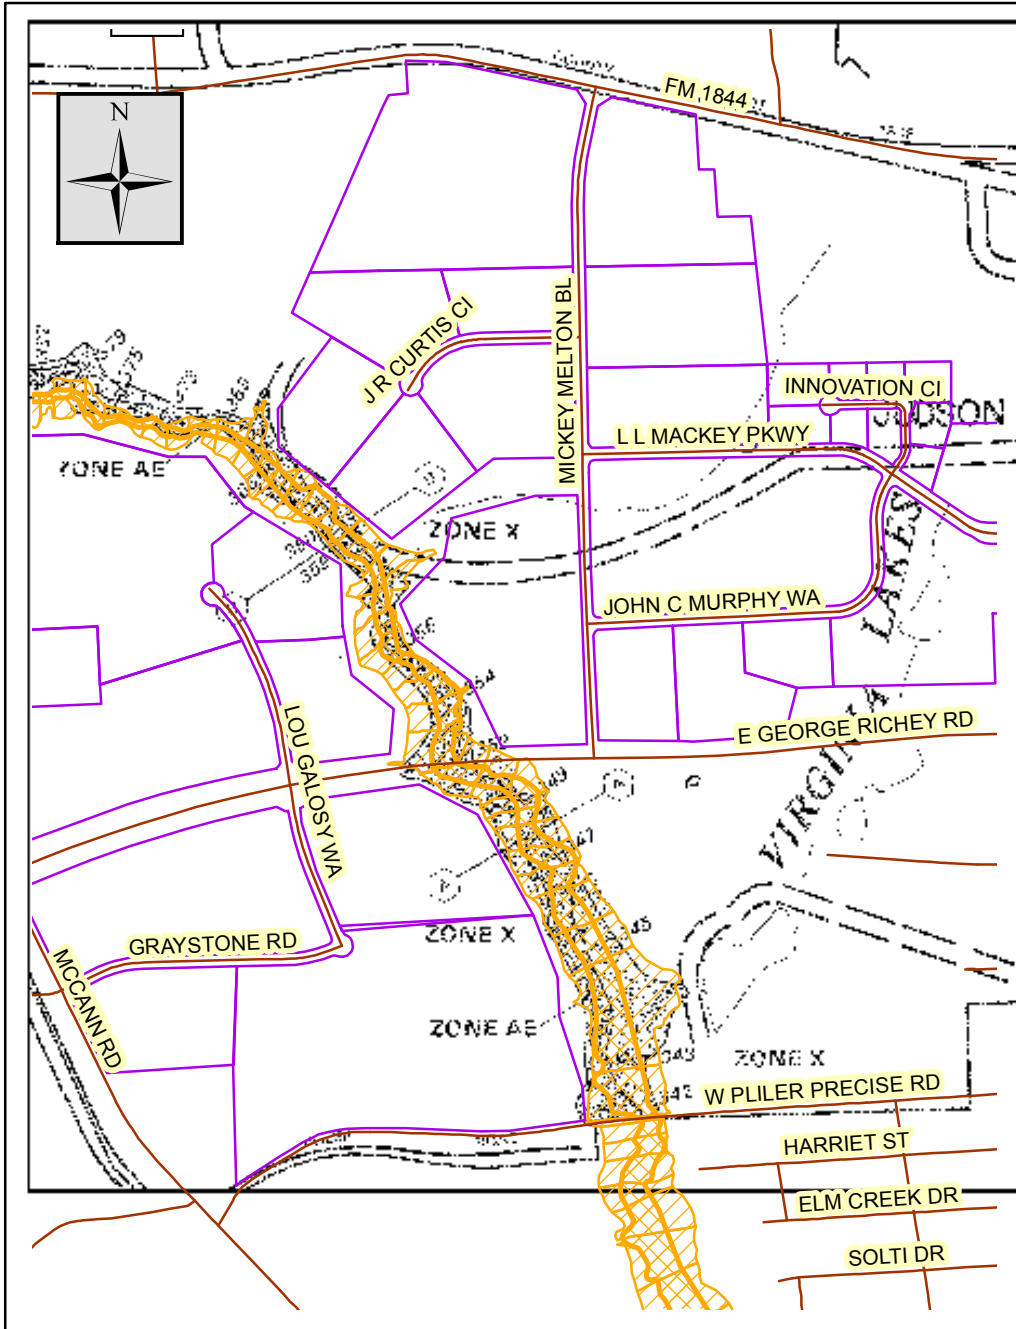 FM 1844
N
J R CURTIS CI
MICKEY MELTON BL
INNOVATION CI
JUDSON
L L MACKEY PKWY
ZONE AE
ZONE X
LAKES
JOHN C MURPHY WA
LOU GALOSY WA
E GEORGE RICHEY RD
VIRGINIA
GRAYSTONE RD
ZONE X
MCCANN RD
ZONE AE
ZONE X
W PLILER PRECISE RD
HARRIET ST
ELM CREEK DR
SOLTI DR